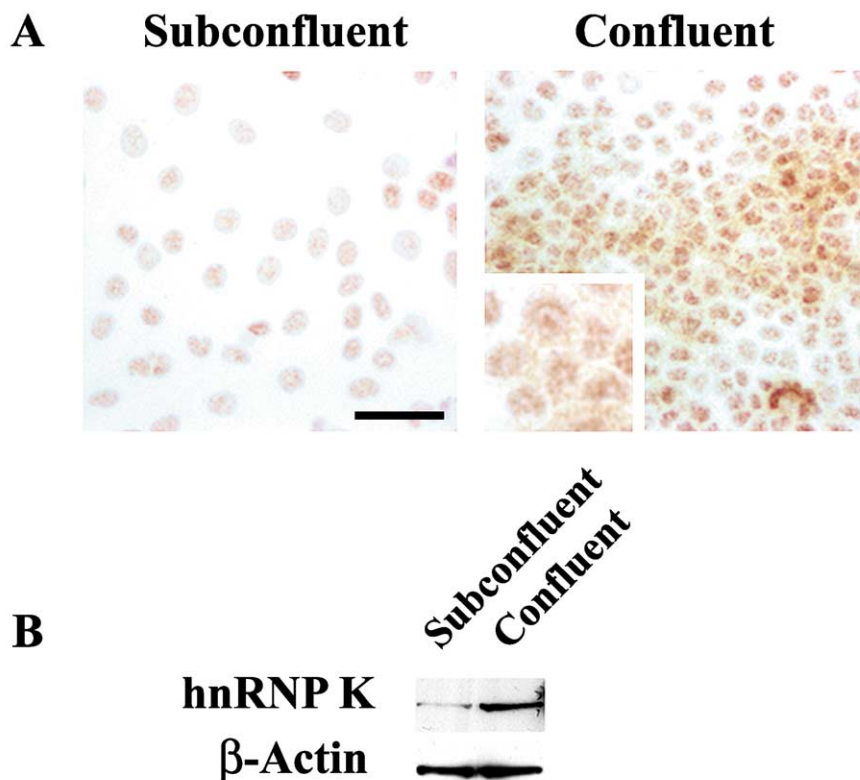 A
Subconfluent Confluent
Subconfluent
Confluent
B
hnRNP K
β-Actin